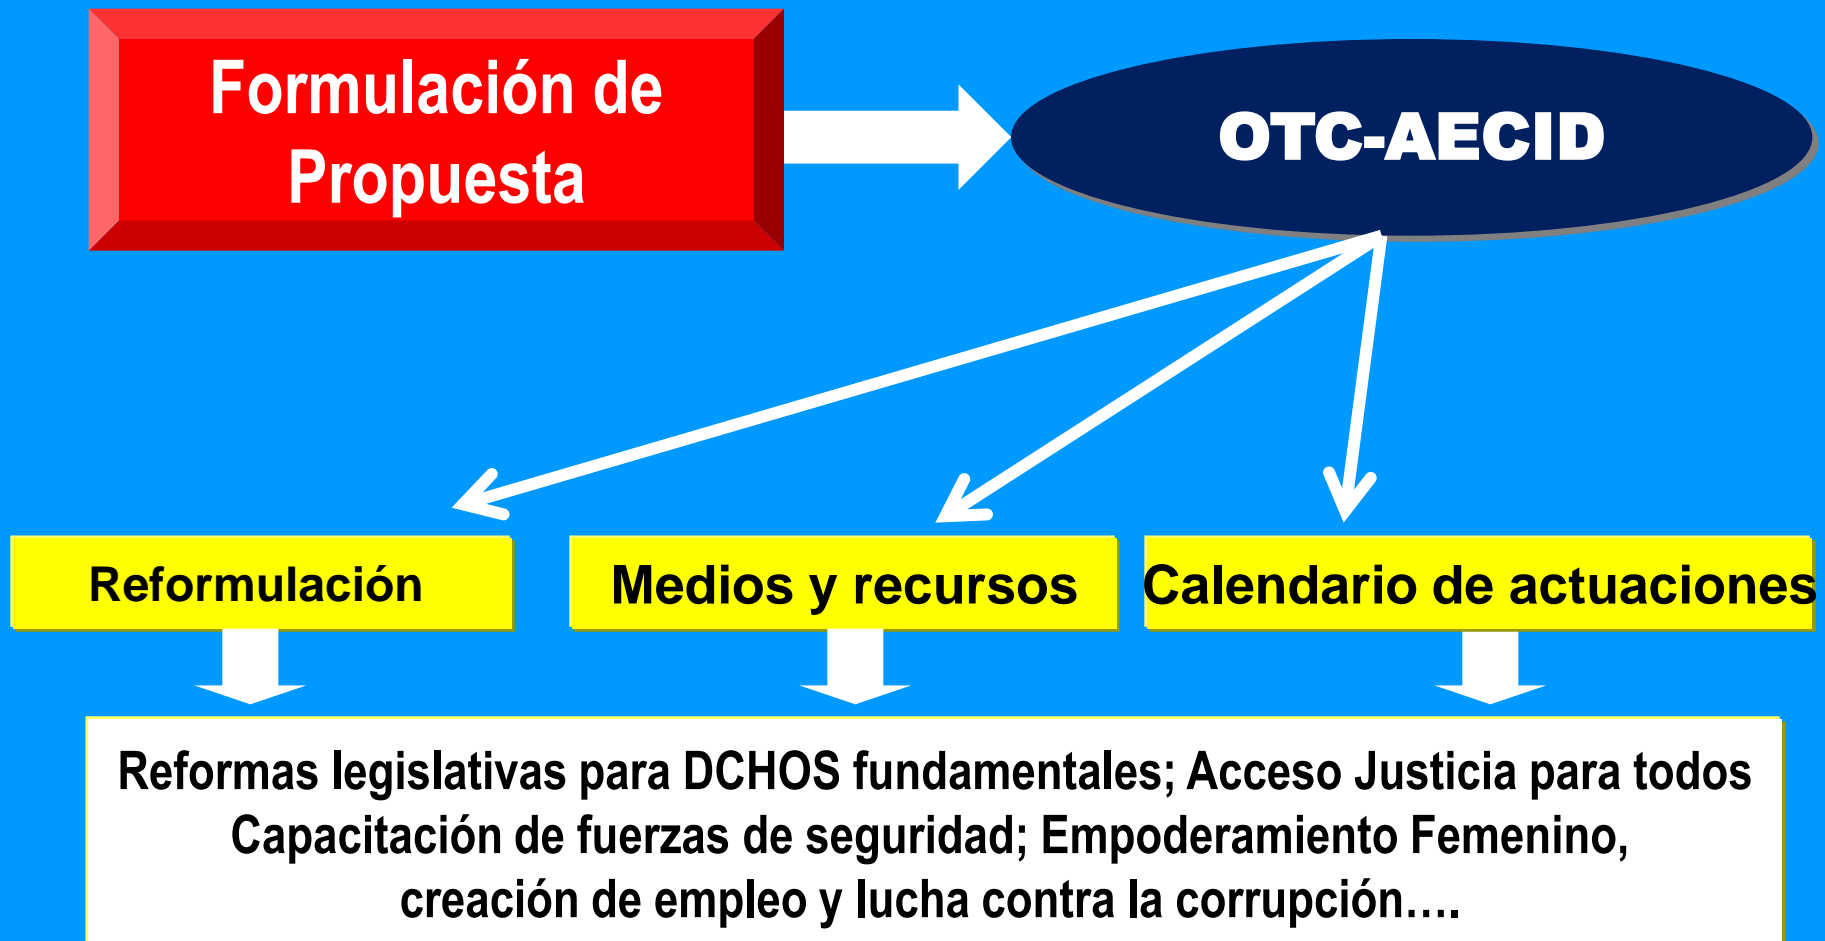 Formulación de
Propuesta
OTC-AECID
Reformulación
Medios y recursos
Calendario de actuaciones
Reformas legislativas para DCHOS fundamentales; Acceso Justicia para todos
Capacitación de fuerzas de seguridad; Empoderamiento Femenino,
creación de empleo y lucha contra la corrupción....